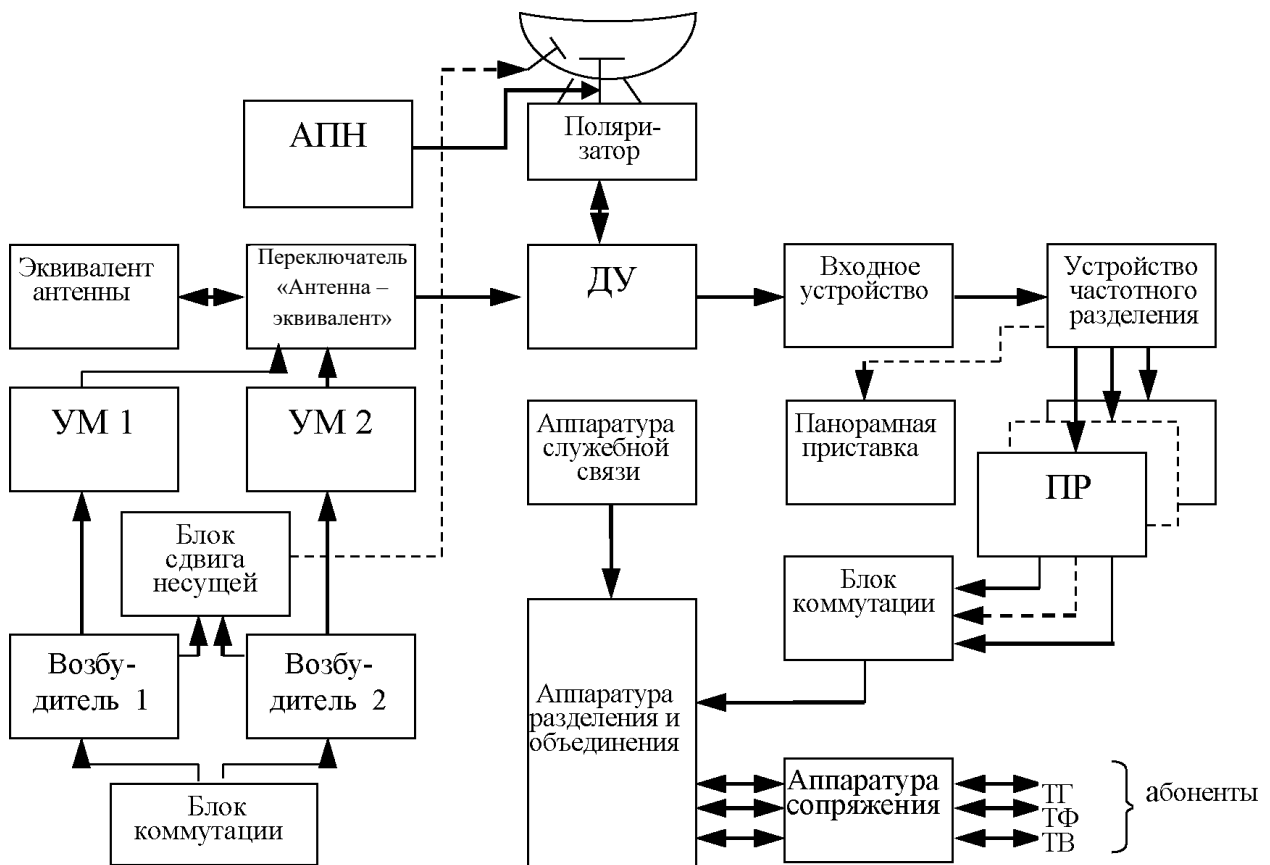 АПН
Поляри-
затор
Эквивалент
антенны
Переключатель
«Антенна –
эквивалент»
ДУ
Входное
устройство
Устройство
частотного
разделения
УМ 1
УМ 2
Аппаратура
служебной
связи
Панорамная
приставка
ПР
Блок
сдвига
несущей
Блок
коммутации
Возбу-
дитель 1
Возбу-
дитель 2
Аппаратура
разделения и
объединения
Блок
коммутации
Аппаратура
сопряжения
ТГ
ТФ
ТВ
абоненты